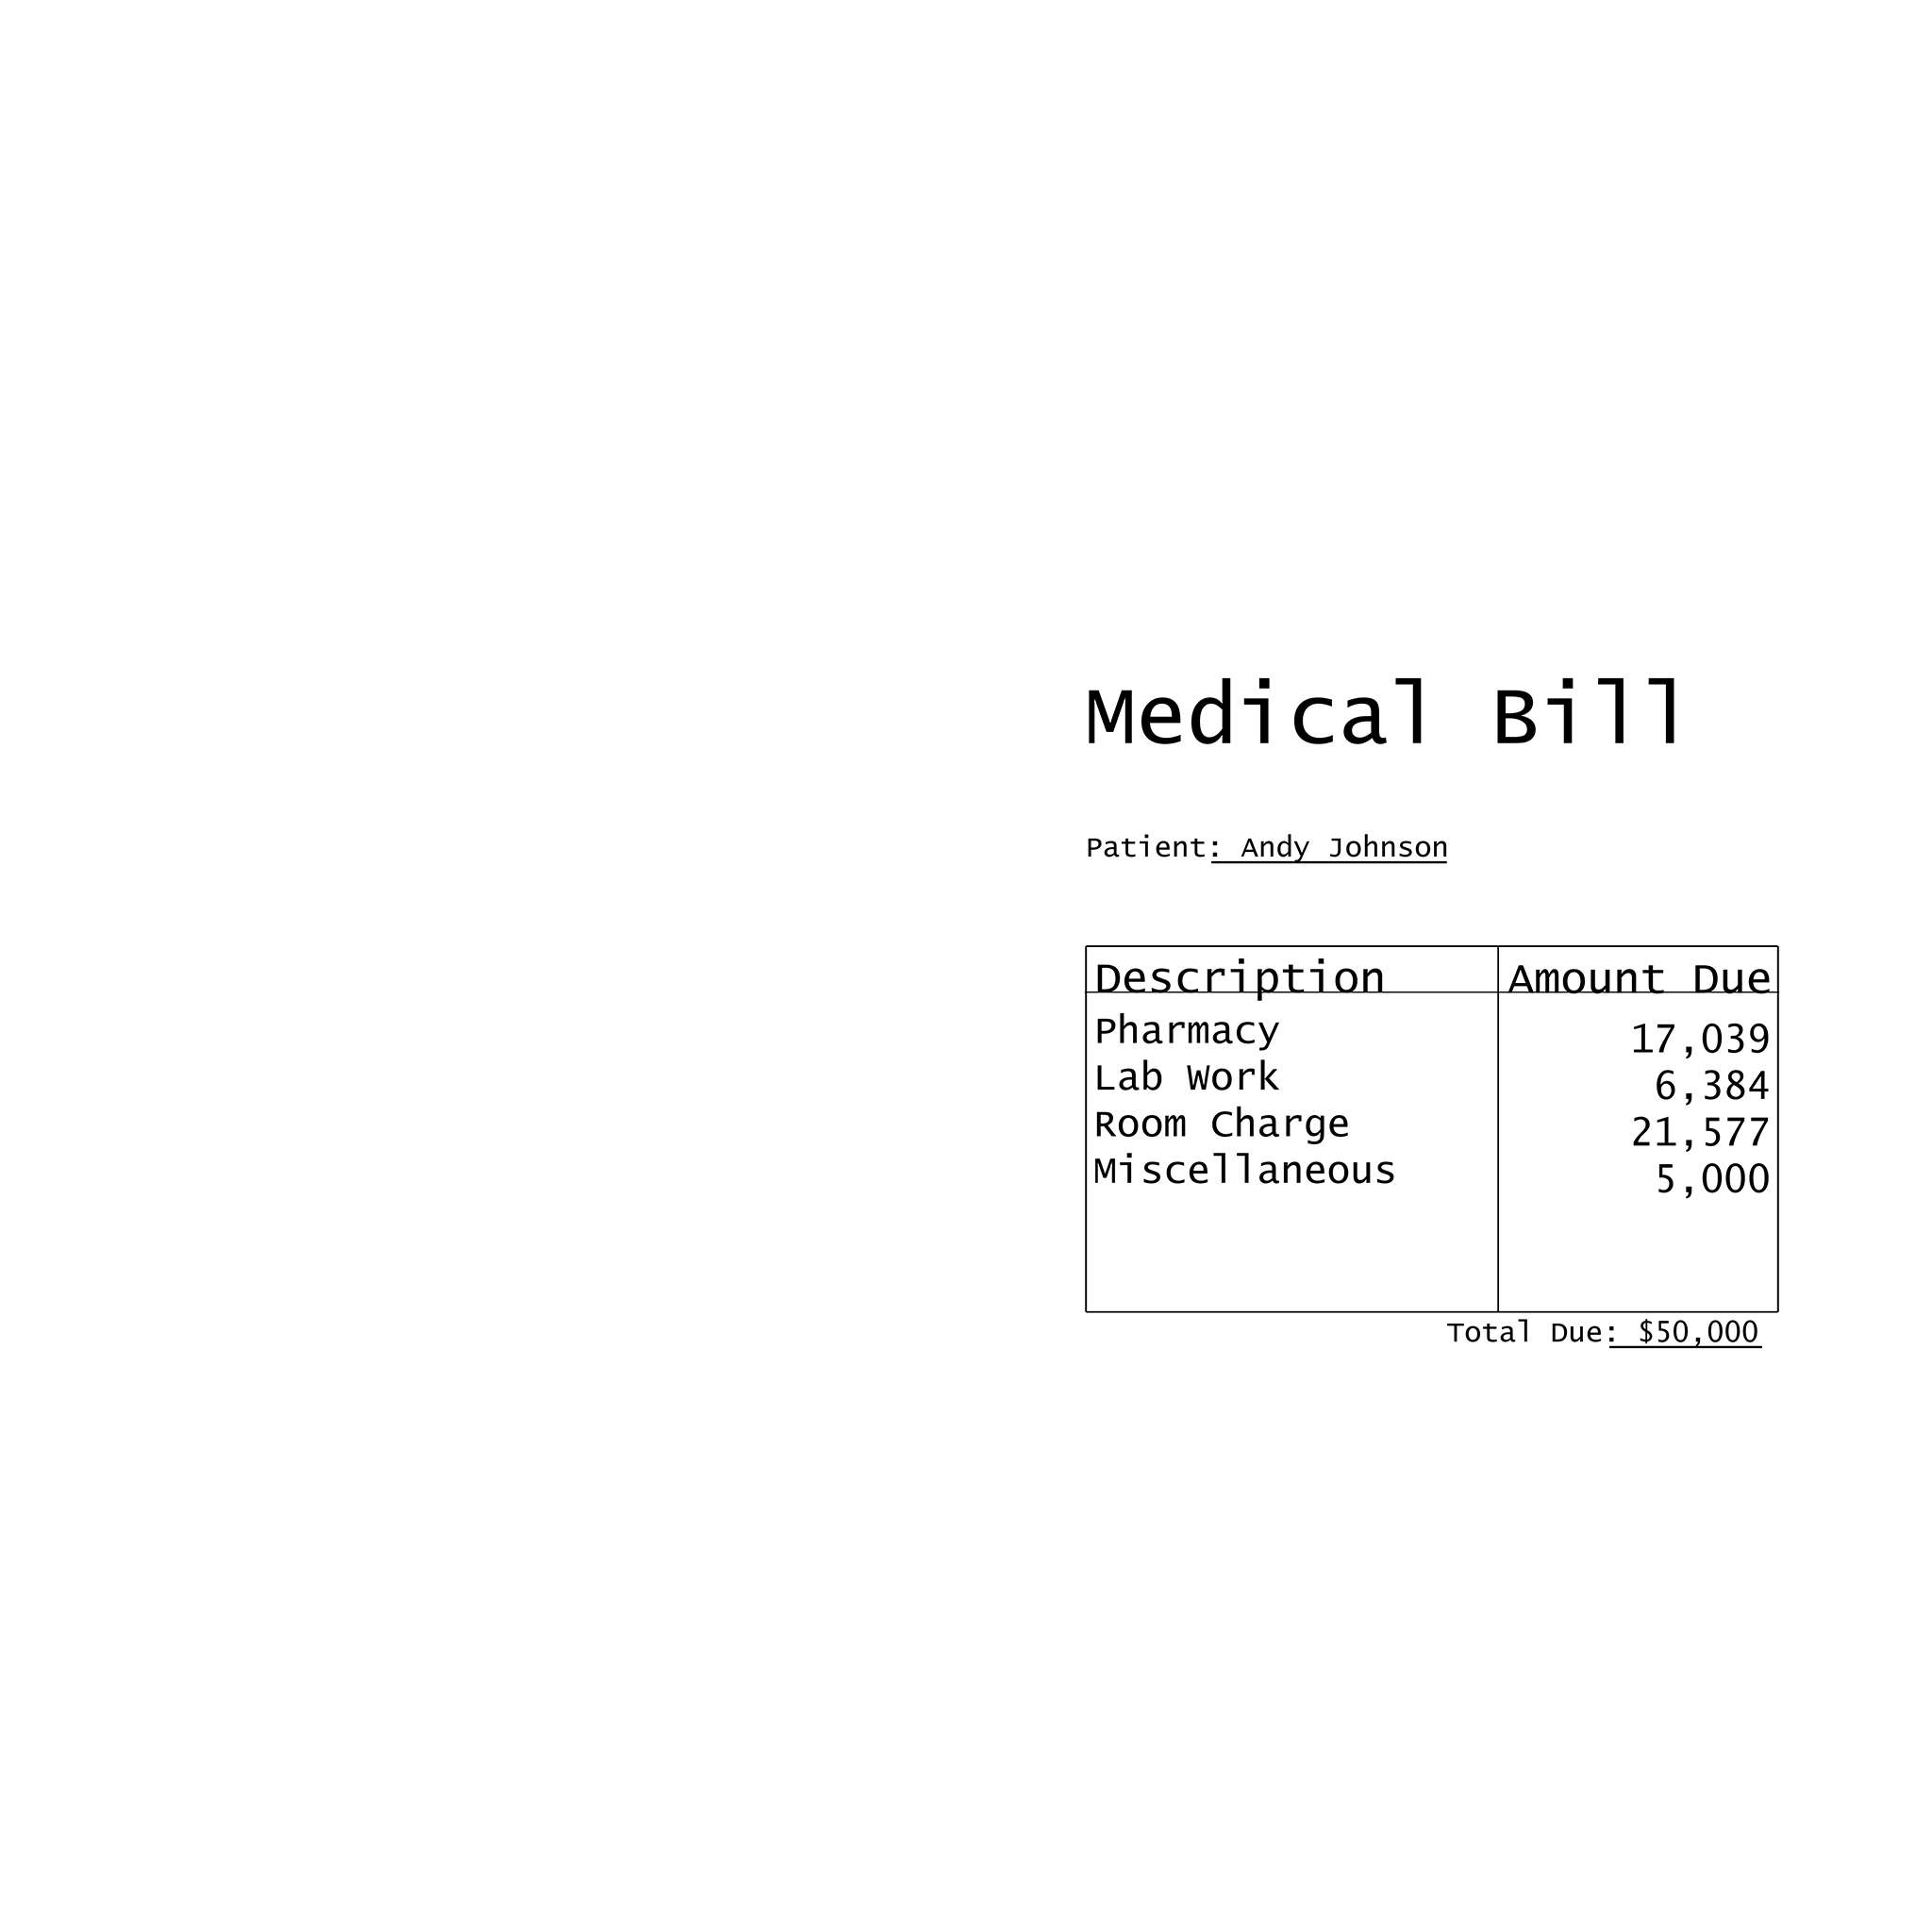 Medical Bill
Patient: Andy Johnson
Description Amount Due
Pharmacy 17,039
Lab Work 6,384
Room Charge 21,577
Miscellaneous 5,000
Total Due: $50,000